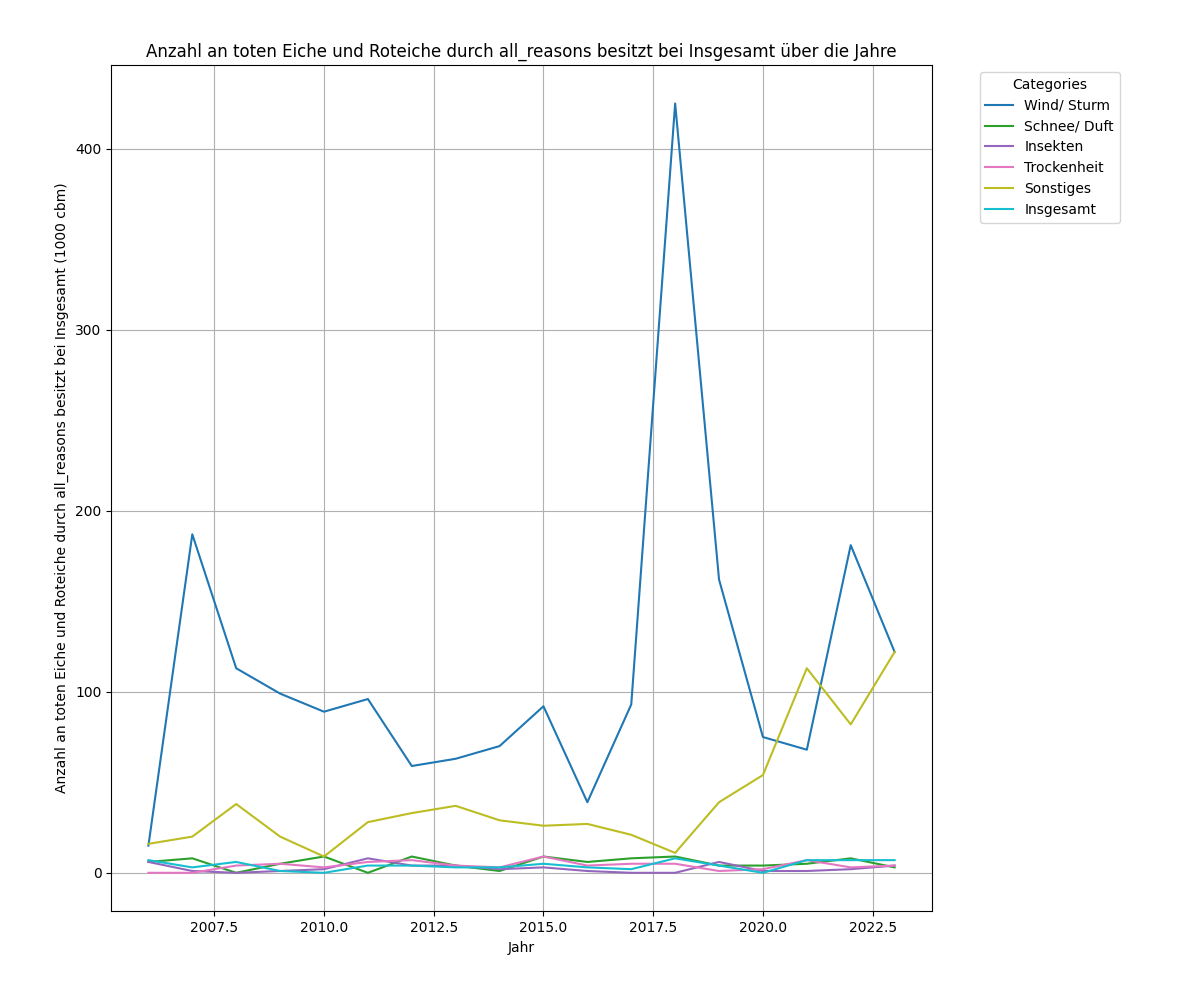 Anzahl an toten Eiche und Roteiche durch all_reasons besitzt bei Insgesamt über die Jahre
Anzahl an toten Eiche und Roteiche durch all_reasons besitzt bei Insgesamt (1000 cbm)
400
300
200
100
0
2007.5 2010.0 2012.5 2015.0 2017.5 2020.0 2022.5
Jahr
Categories
Wind/ Sturm
Schnee/ Duft
Insekten
Trockenheit
Sonstiges
Insgesamt